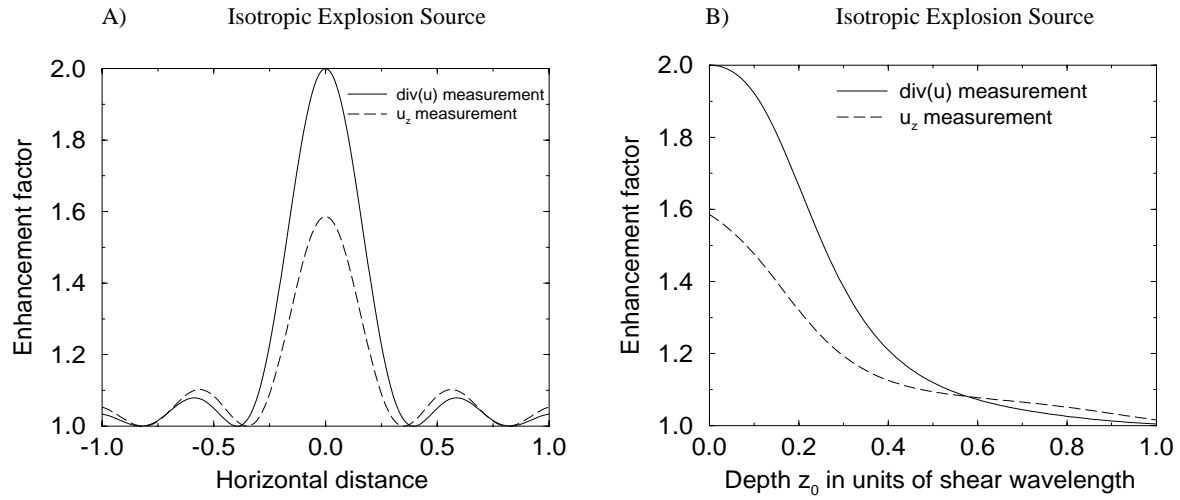 A) Isotropic Explosion Source
2.0
1.8
1.6
1.4
1.2
1.0
-1.0 -0.5 0.0 0.5 1.0
Enhancement factor
Horizontal distance
div(u) measurement
u_z measurement
B) Isotropic Explosion Source
2.0
1.8
1.6
1.4
1.2
1.0
0.0 0.2 0.4 0.6 0.8 1.0
Enhancement factor
Depth z_0 in units of shear wavelength
div(u) measurement
u_z measurement